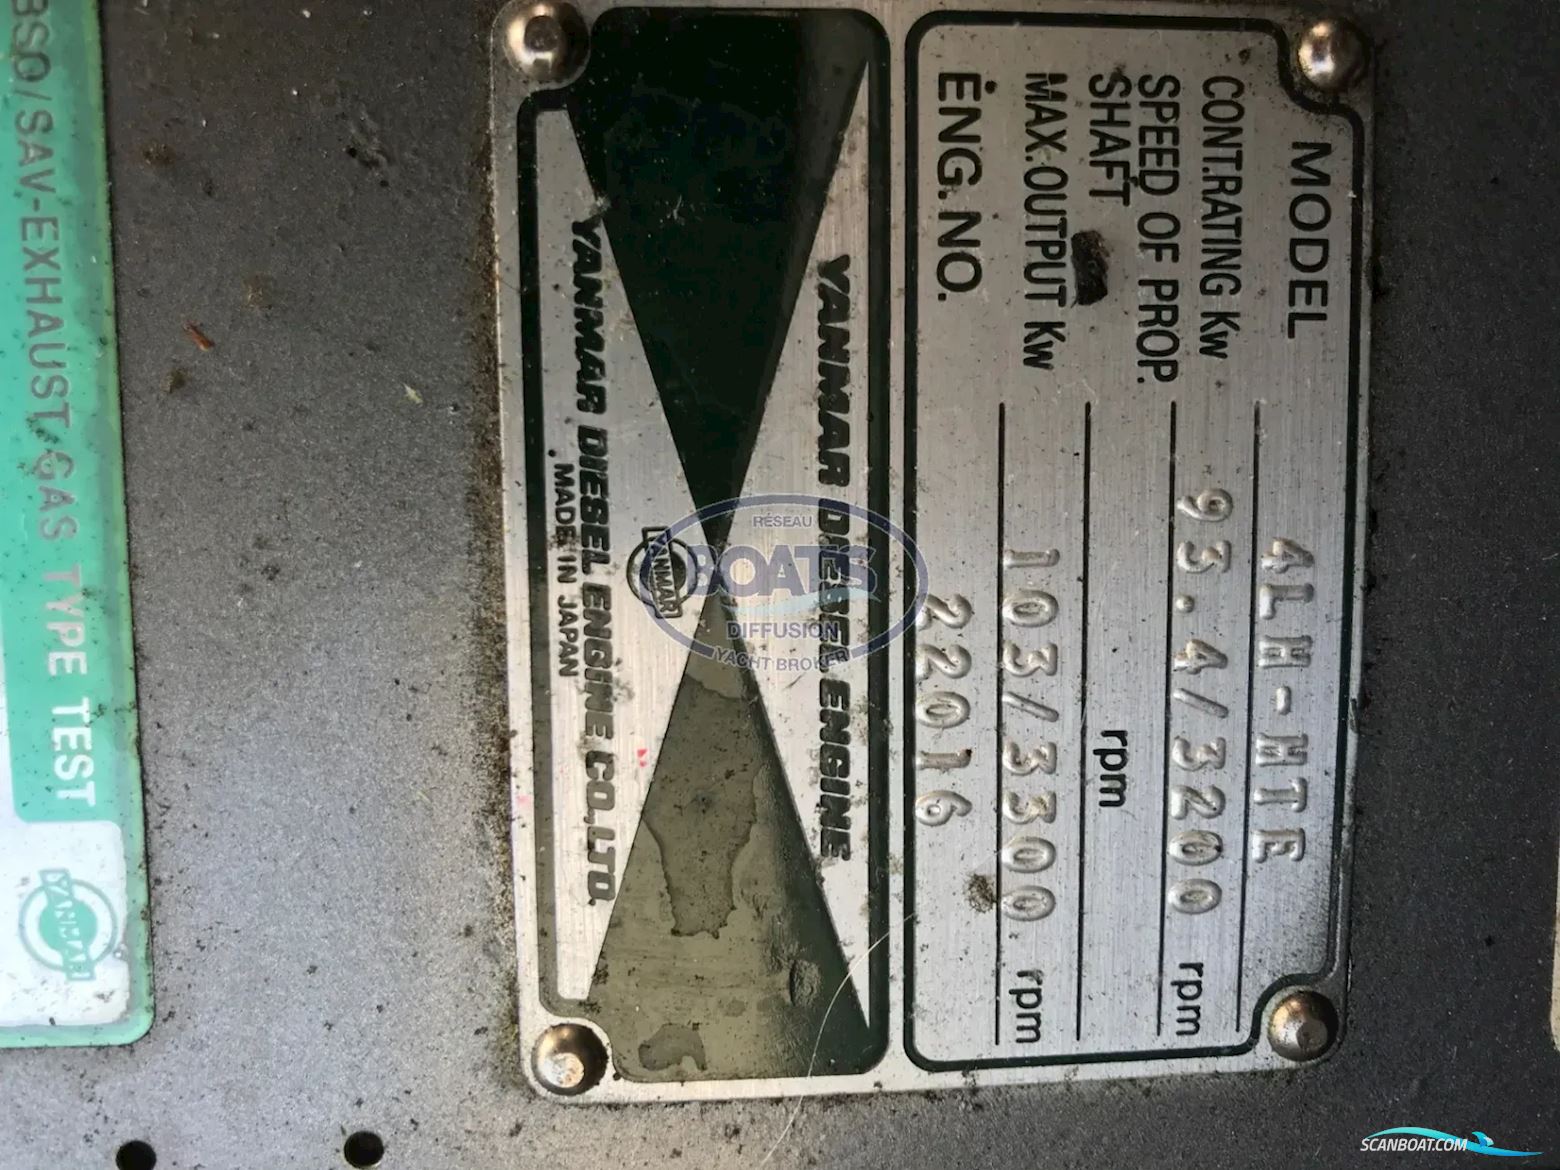 MODEL 4LH-HTE
CONT.RATING Kw 93.4/3200 rpm
SPEED OF PROP. SHAFT rpm
MAX.OUTPUT Kw 103/3300 rpm
ENG.NO. 22016
YANMAR DIESEL ENGINE
YANMAR
YANMAR DIESEL ENGINE CO.,LTD.
MADE IN JAPAN
BSO/SAV-EXHAUST GAS TYPE TEST
YANMAR
RÉSEAU
BOATS
DIFFUSION
YACHT BROKER
SCANBOAT.COM